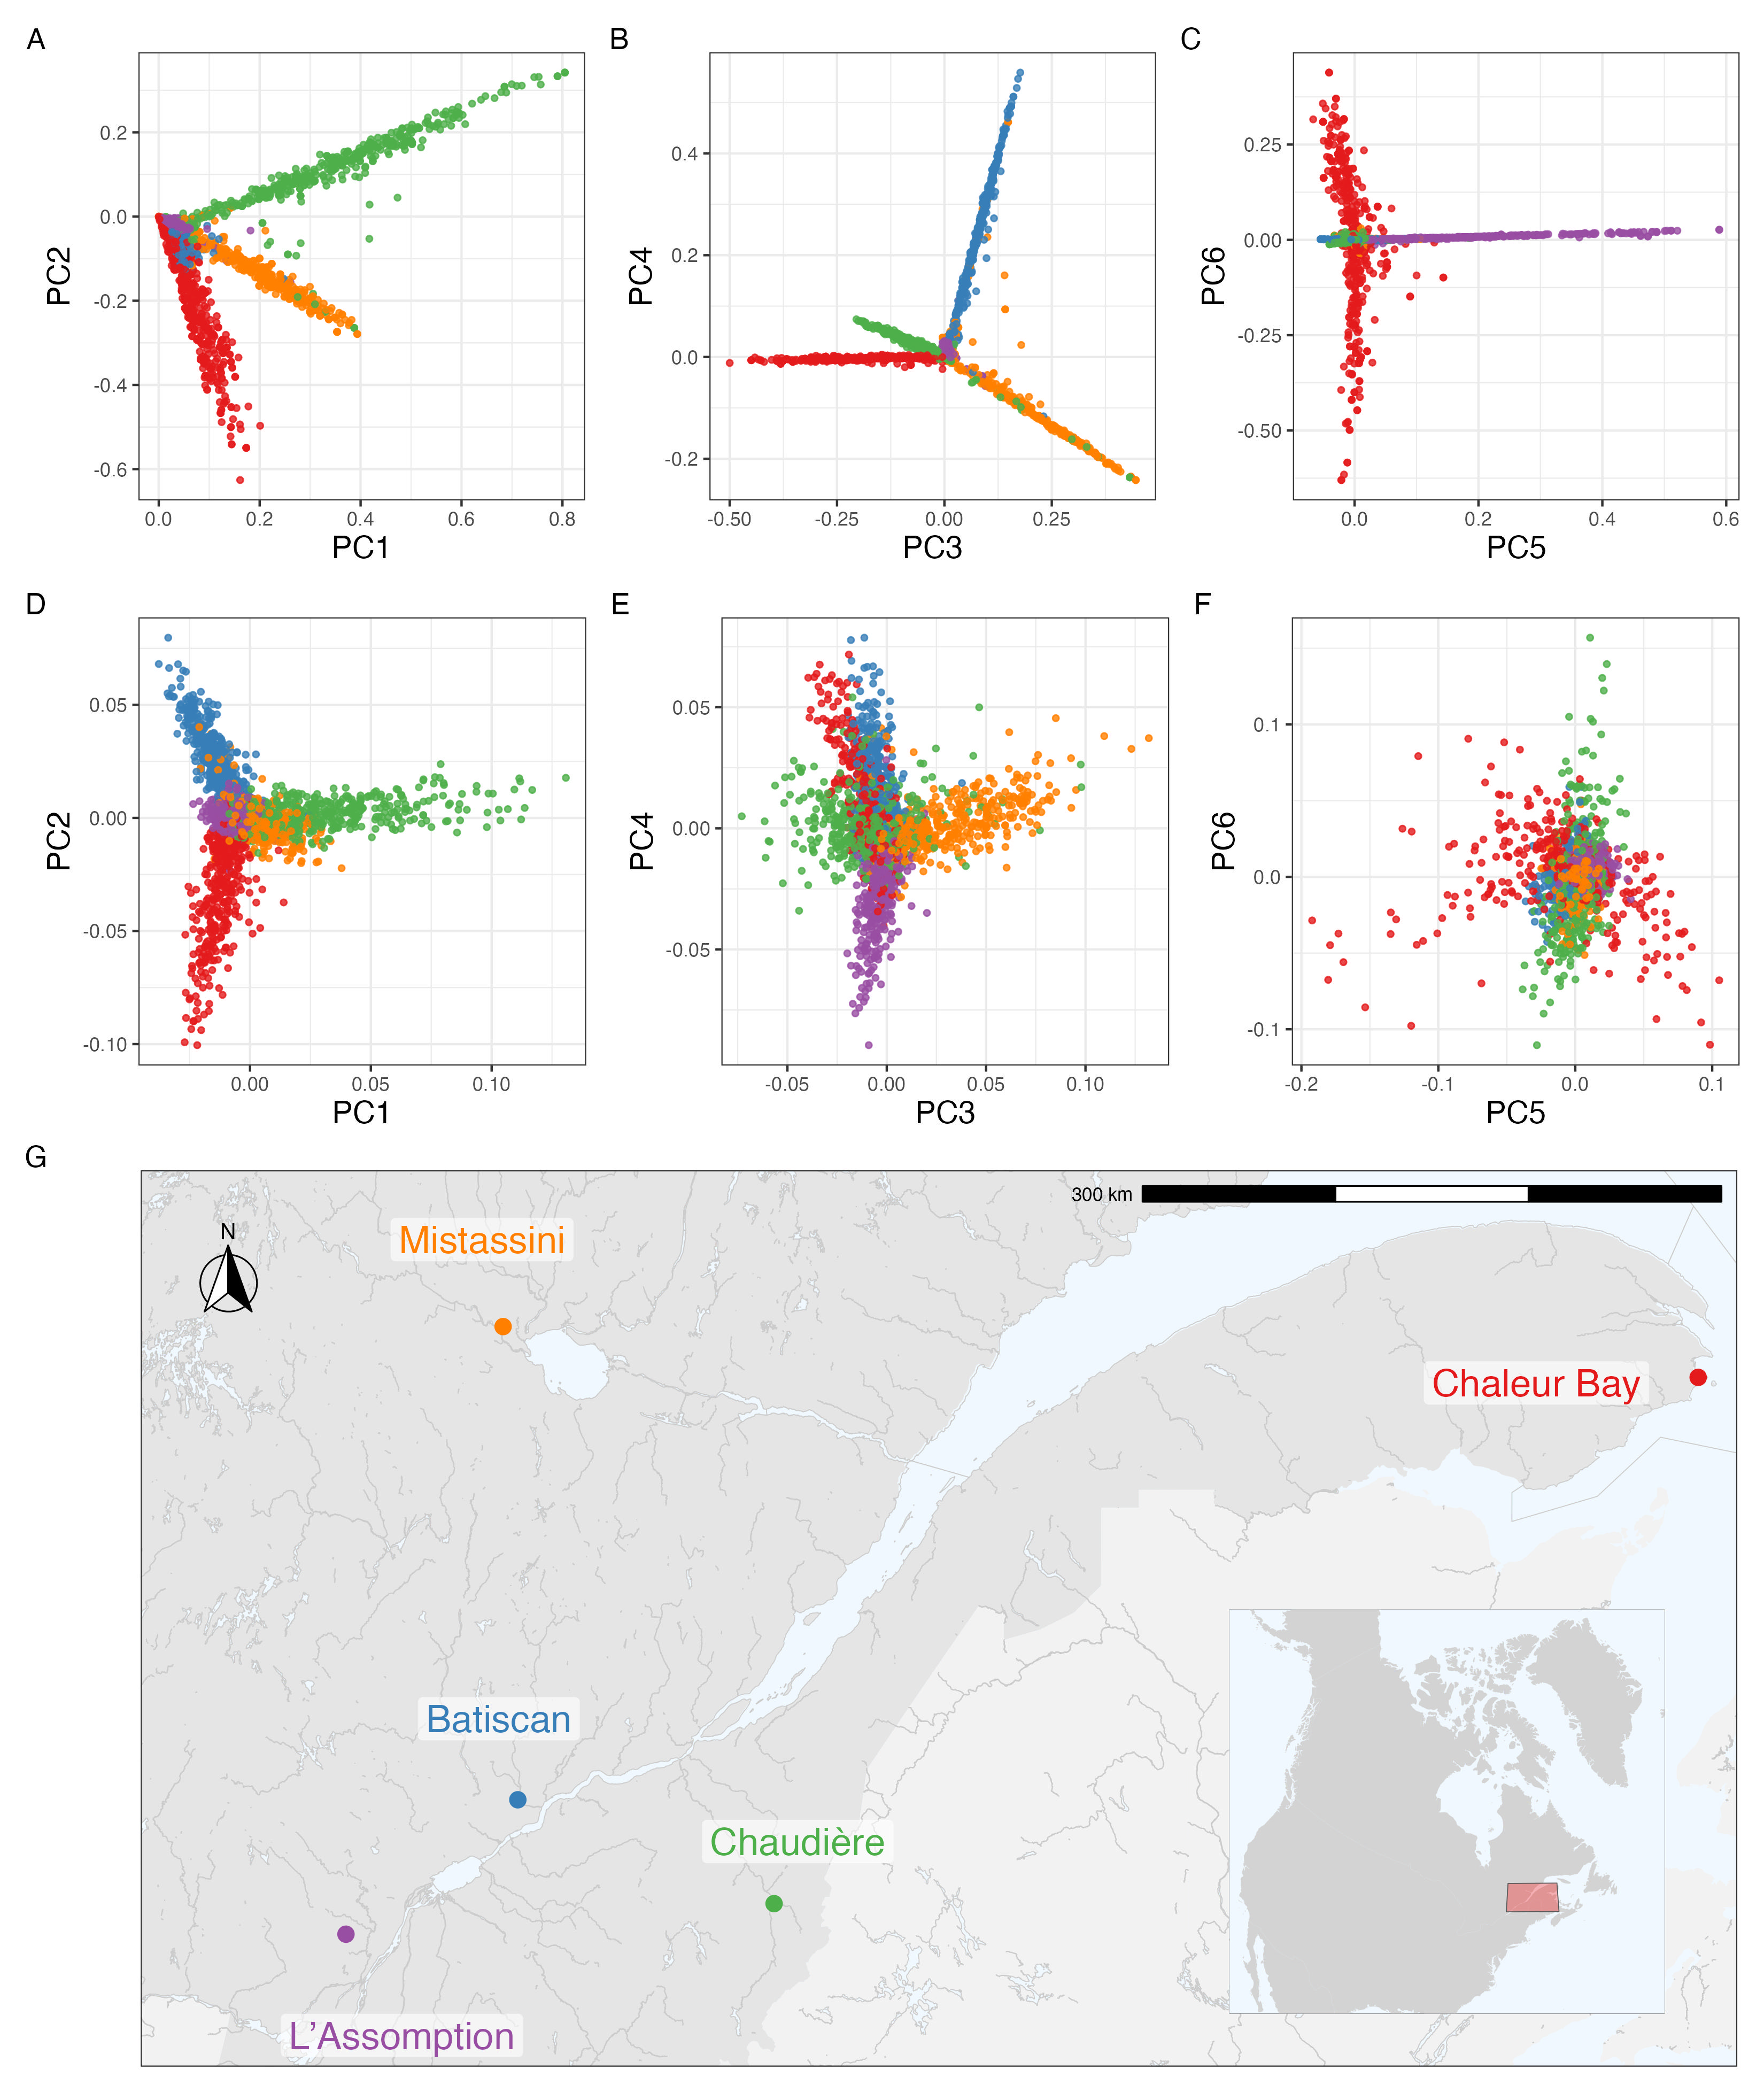 A
B
C
0.2
0.0
-0.2
-0.4
-0.6
PC2
0.0
0.2
0.4
0.6
0.8
PC1
0.4
0.2
0.0
-0.2
PC4
-0.50
-0.25
0.00
0.25
PC3
0.25
0.00
-0.25
-0.50
PC6
0.0
0.2
0.4
0.6
PC5
D
E
F
0.05
0.00
-0.05
-0.10
PC2
0.00
0.05
0.10
PC1
0.05
0.00
-0.05
PC4
-0.05
0.00
0.05
0.10
PC3
0.1
0.0
-0.1
PC6
-0.2
-0.1
0.0
0.1
PC5
G
300 km
N
Mistassini
Chaleur Bay
Batiscan
Chaudière
L'Assomption